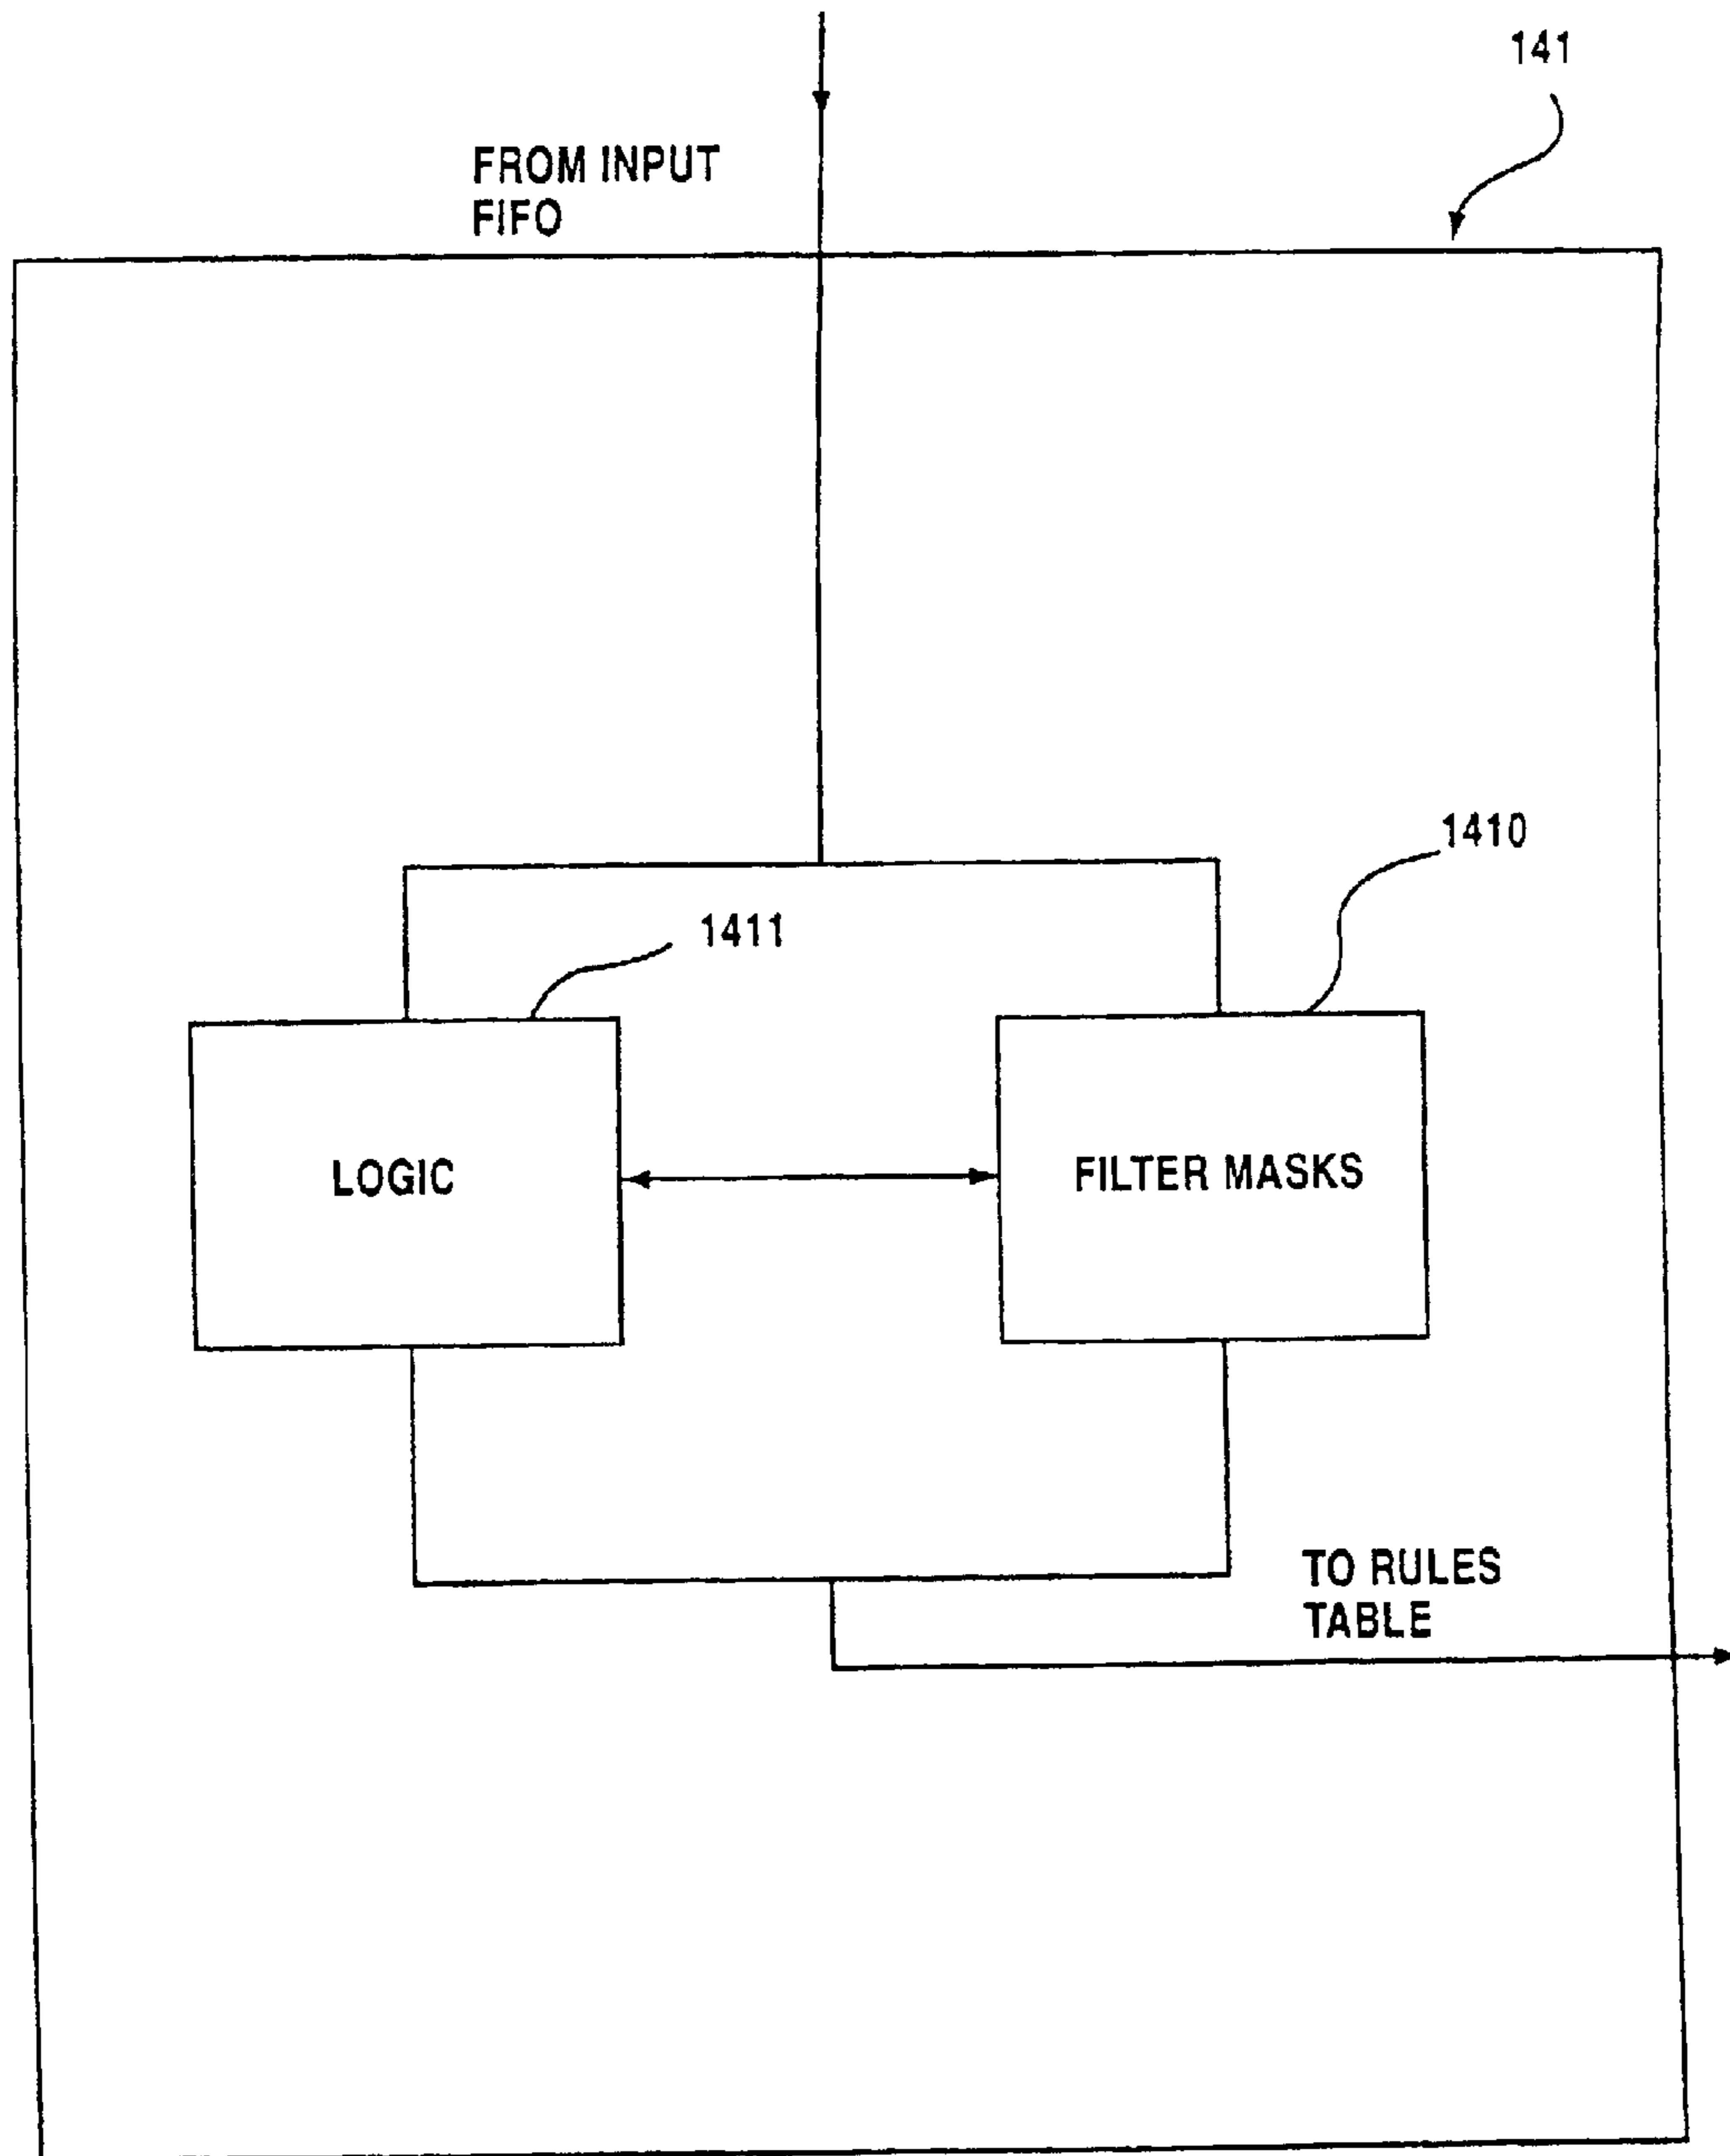 141
FROM INPUT
FIFO
1410
1411
LOGIC
FILTER MASKS
TO RULES
TABLE